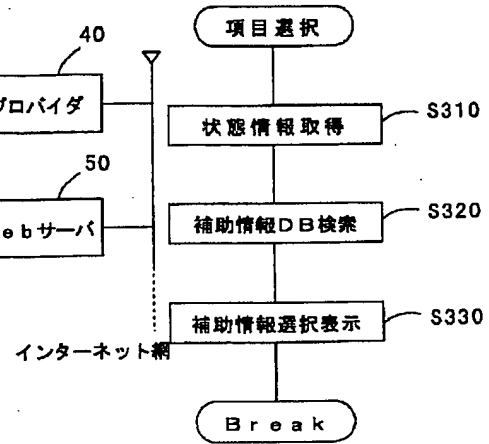 40
プロバイダ
50
ebサーバ
インターネット網
項目選択
状態情報取得
S310
補助情報DB検索
S320
補助情報選択表示
S330
Break